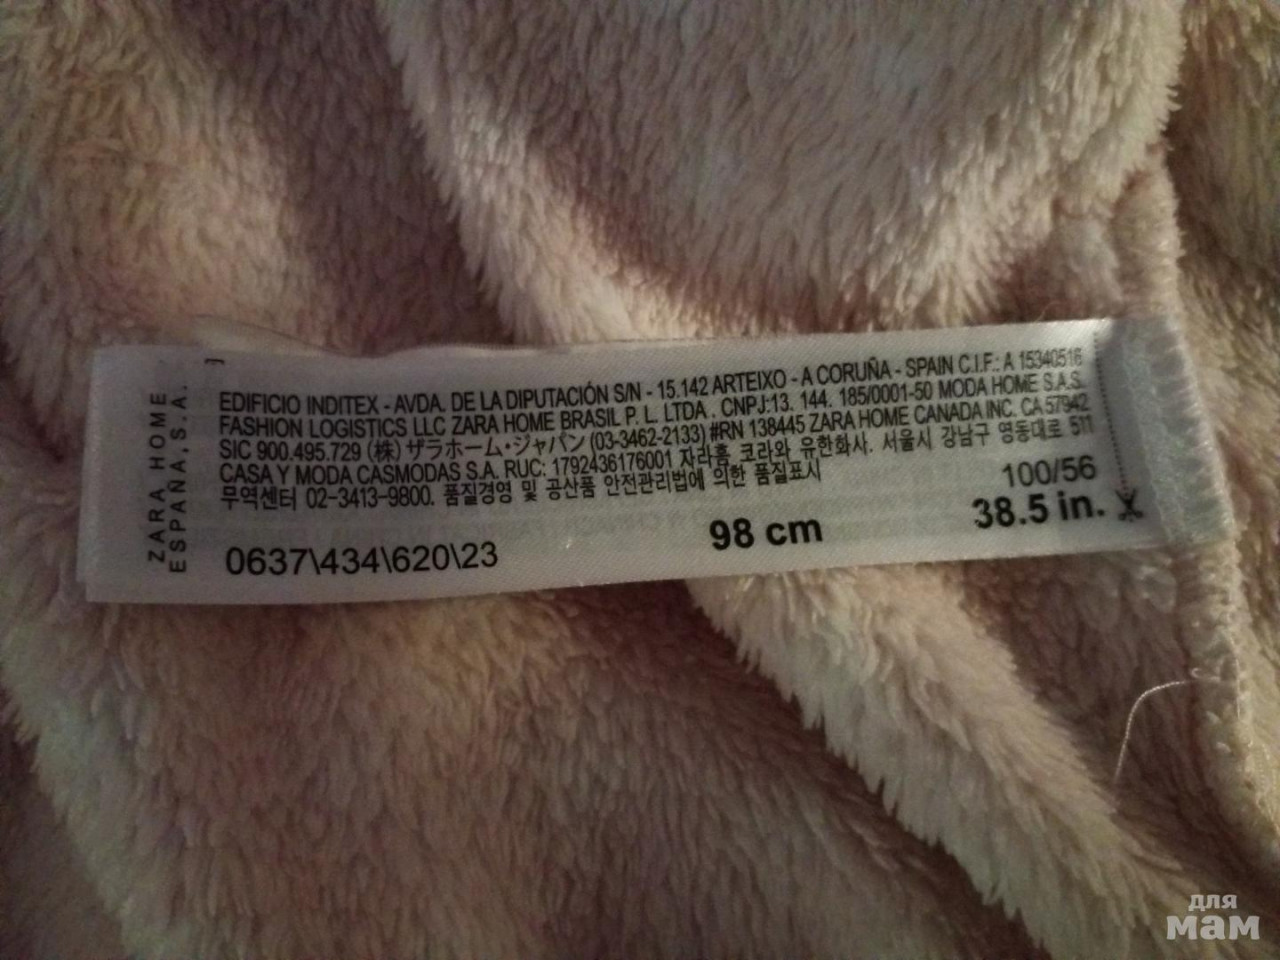 ZARA HOME
ESPAÑA, S.A.
EDIFICIO INDITEX - AVDA. DE LA DIPUTACIÓN S/N - 15.142 ARTEIXO - A CORUÑA - SPAIN C.I.F.: A 15340516
FASHION LOGISTICS LLC ZARA HOME BRASIL P. L. LTDA . CNPJ:13. 144. 185/0001-50 MODA HOME S.A.S.
SIC 900.495.729 (株) ザラホーム・ジャパン (03-3462-2133) #RN 138445 ZARA HOME CANADA INC. CA 57942
CASA Y MODA CASMODAS S.A. RUC: 1792436176001 자라홈 코리아 유한회사. 서울시 강남구 영동대로 511
무역센터 02-3413-9800. 품질경영 및 공산품 안전관리법에 의한 품질표시
100/56
0637\434\620\23
98 cm
38.5 in.
для
мам